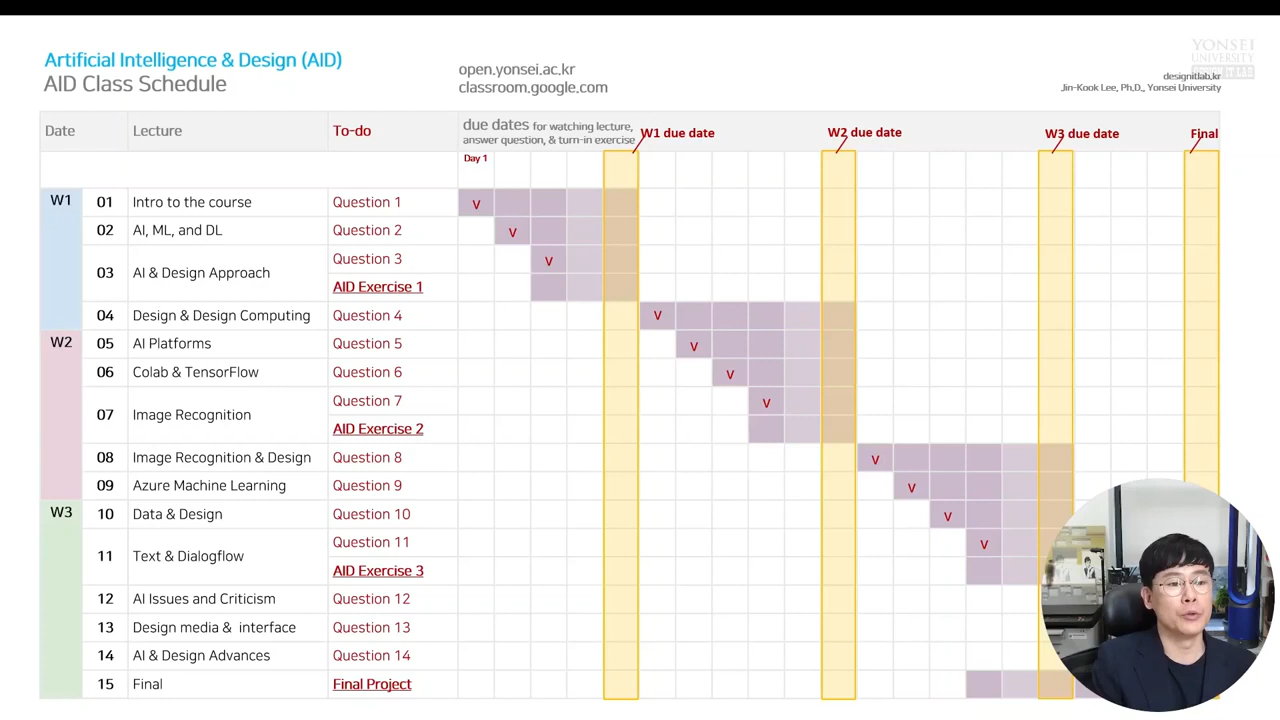 Artificial Intelligence & Design (AID)
AID Class Schedule
open.yonsei.ac.kr
classroom.google.com
YONSEI
UNIVERSITY
DESIGN IT LAB
designitlab.kr
Jin-Kook Lee, Ph.D., Yonsei University
Date Lecture To-do due dates for watching lecture,
answer question, & turn-in exercise
W1 due date W2 due date W3 due date Final
Day 1
W1 01 Intro to the course Question 1 v
02 AI, ML, and DL Question 2 v
03 AI & Design Approach Question 3 v
AID Exercise 1
04 Design & Design Computing Question 4 v
W2 05 AI Platforms Question 5 v
06 Colab & TensorFlow Question 6 v
07 Image Recognition Question 7 v
AID Exercise 2
08 Image Recognition & Design Question 8 v
09 Azure Machine Learning Question 9 v
W3 10 Data & Design Question 10 v
11 Text & Dialogflow Question 11 v
AID Exercise 3
12 AI Issues and Criticism Question 12
13 Design media & interface Question 13
14 AI & Design Advances Question 14
15 Final Final Project